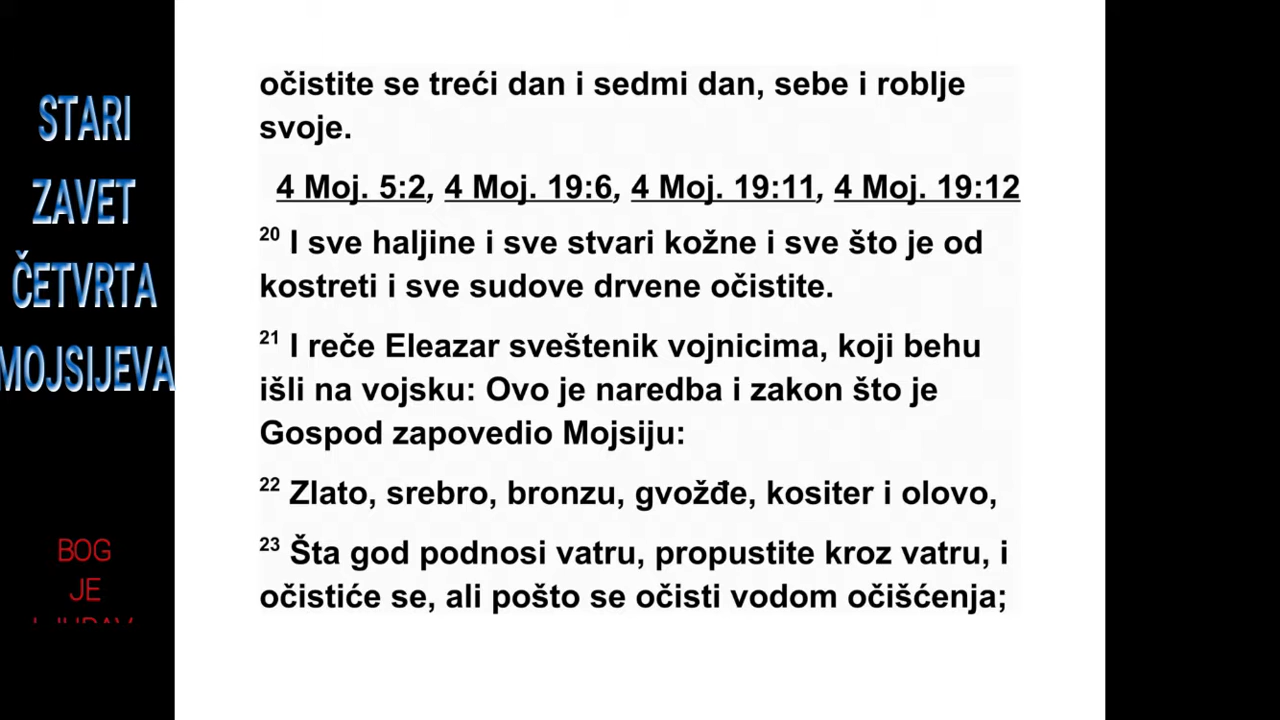 STARI
ZAVET
ČETVRTA
MOJSIJEVA
BOG
JE
očistite se treći dan i sedmi dan, sebe i roblje
svoje.
4 Moj. 5:2, 4 Moj. 19:6, 4 Moj. 19:11, 4 Moj. 19:12
20 I sve haljine i sve stvari kožne i sve što je od
kostreti i sve sudove drvene očistite.
21 I reče Eleazar sveštenik vojnicima, koji behu
išli na vojsku: Ovo je naredba i zakon što je
Gospod zapovedio Mojsiju:
22 Zlato, srebro, bronzu, gvožđe, kositer i olovo,
23 Šta god podnosi vatru, propustite kroz vatru, i
očistiće se, ali pošto se očisti vodom očišćenja;